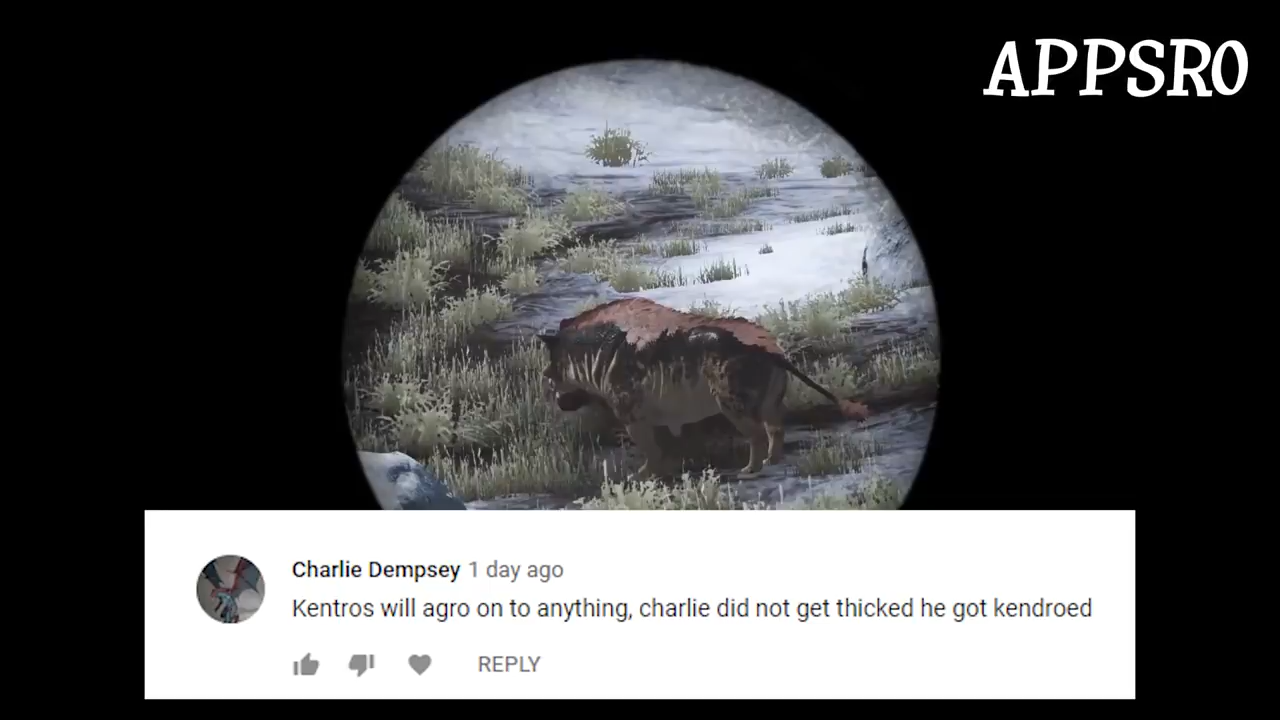 APPSRO
Charlie Dempsey 1 day ago
Kentros will agro on to anything, charlie did not get thicked he got kendroed
REPLY